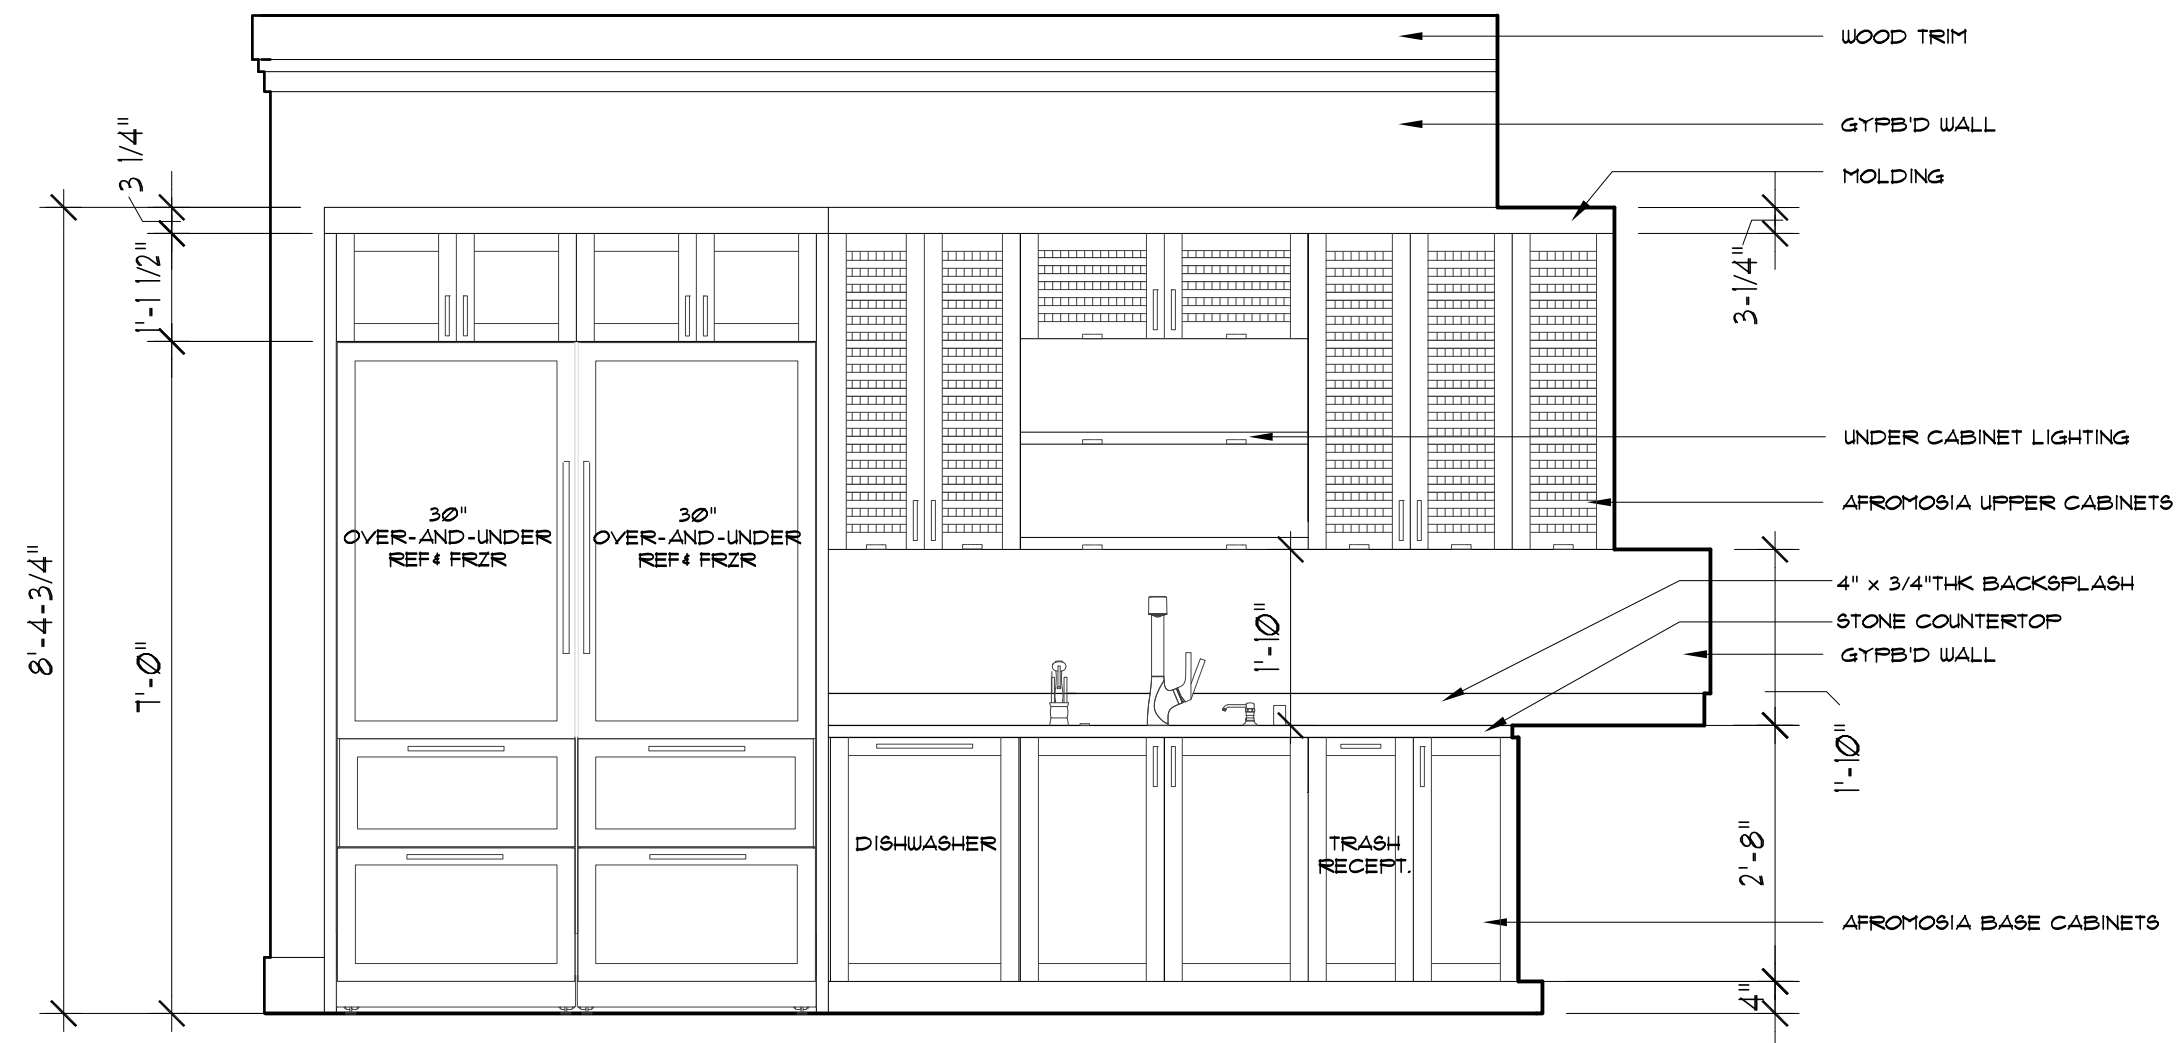 WOOD TRIM
GYPB'D WALL
MOLDING
3 1/4"
1'-1 1/2"
3-1/4"
UNDER CABINET LIGHTING
AFROMOSIA UPPER CABINETS
30"
OVER-AND-UNDER
REF & FRZR
30"
OVER-AND-UNDER
REF & FRZR
8'-4-3/4"
7'-0"
1'-10"
4" x 3/4"THK BACKSPLASH
STONE COUNTERTOP
GYPB'D WALL
1'-10"
DISHWASHER
TRASH
RECEPT.
2'-8"
AFROMOSIA BASE CABINETS
4"